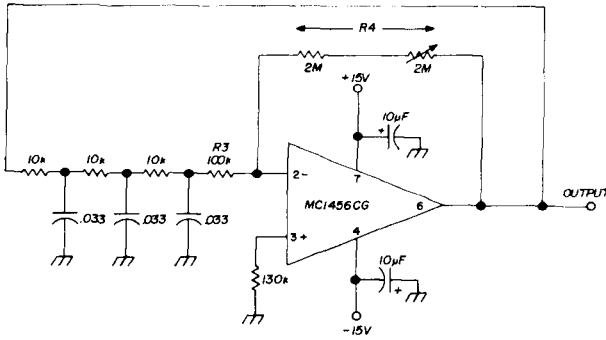 R4
2M
2M
+15V
10µF
+
10k
10k
10k
R3
100k
2-
7
MC1456CG
6
OUTPUT
.033
.033
.033
3+
4
130k
10µF
+
-15V